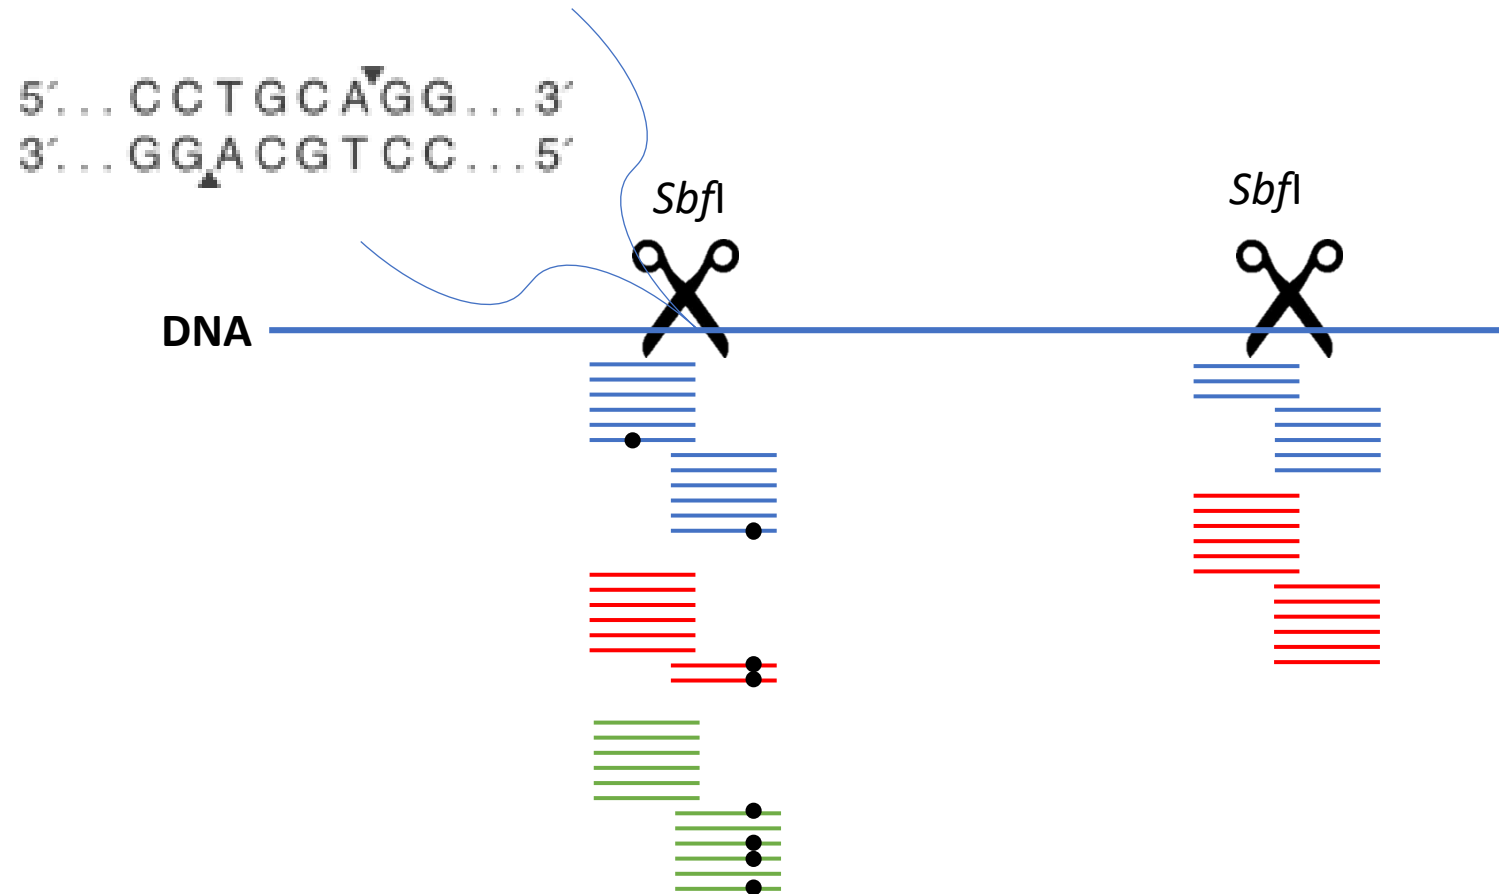 5′...CCTGCAGG...3′
3′...GGACGTCC...5′
SbfI
SbfI
DNA